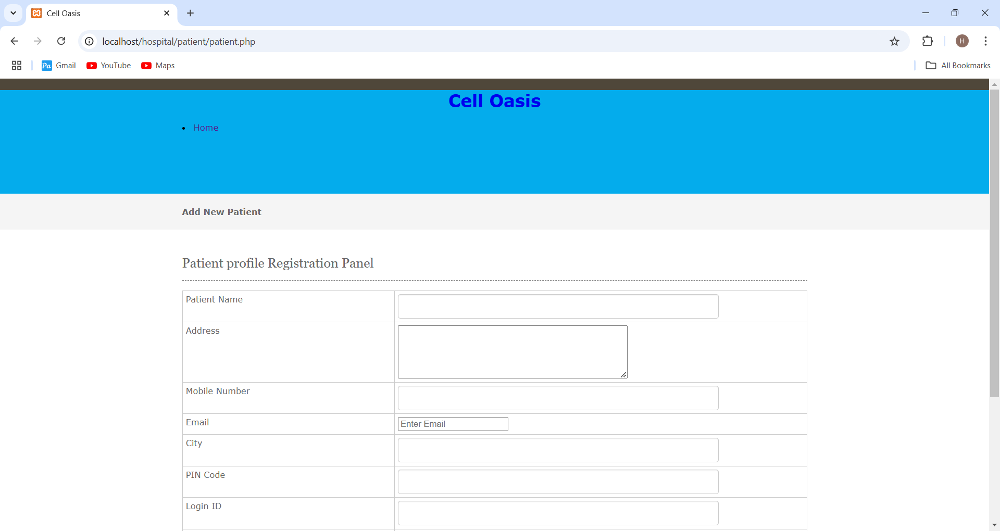 Cell Oasis
localhost/hospital/patient/patient.php
H
Pa Gmail YouTube Maps All Bookmarks
Cell Oasis
Home
Add New Patient
Patient profile Registration Panel
Patient Name
Address
Mobile Number
Email Enter Email
City
PIN Code
Login ID